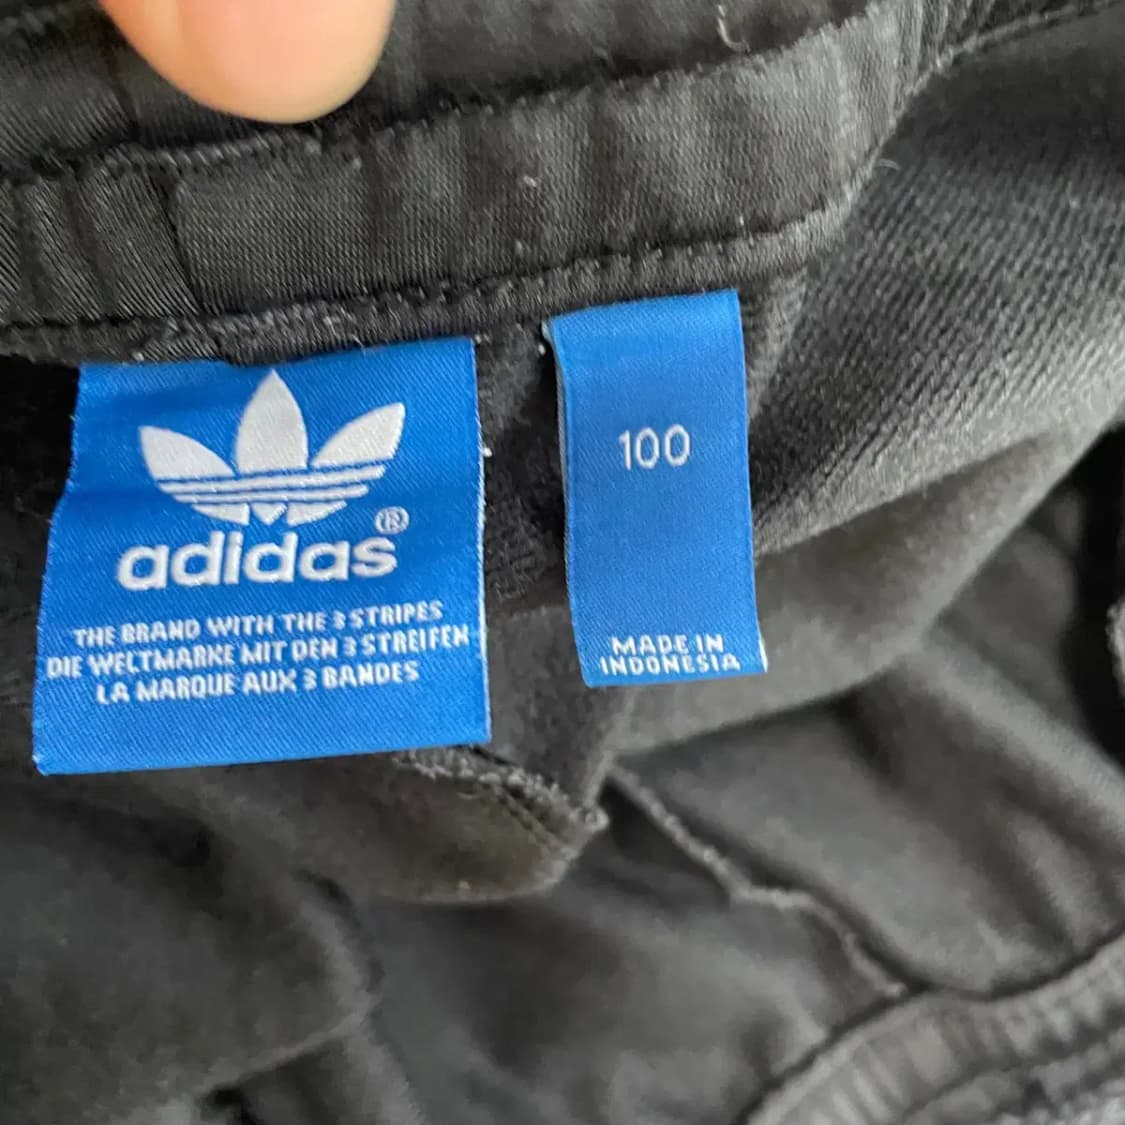 ®
adidas
THE BRAND WITH THE 3 STRIPES
DIE WELTMARKE MIT DEN 3 STREIFEN
LA MARQUE AUX 3 BANDES
100
MADE IN
INDONESIA